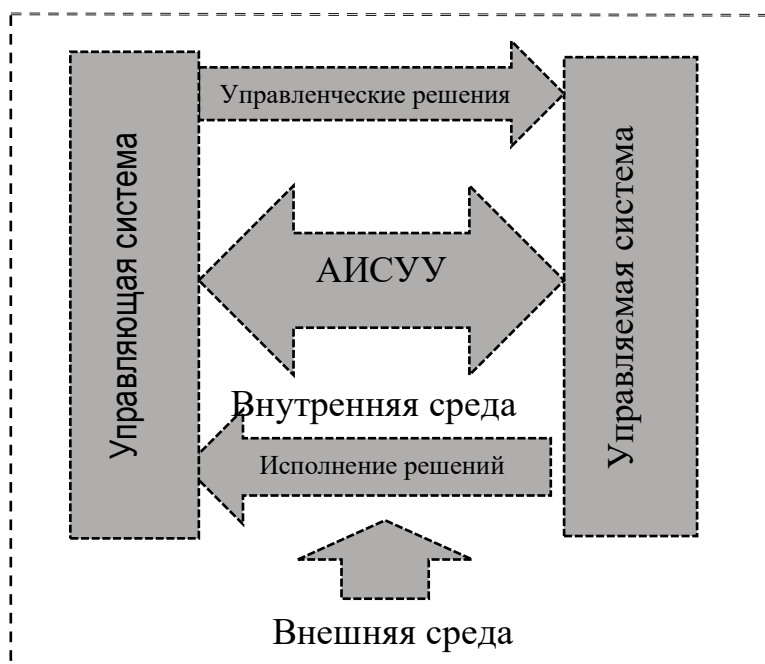 Управленческие решения
Управляющая система
АИСУУ
Управляемая система
Внутренняя среда
Исполнение решений
Внешняя среда